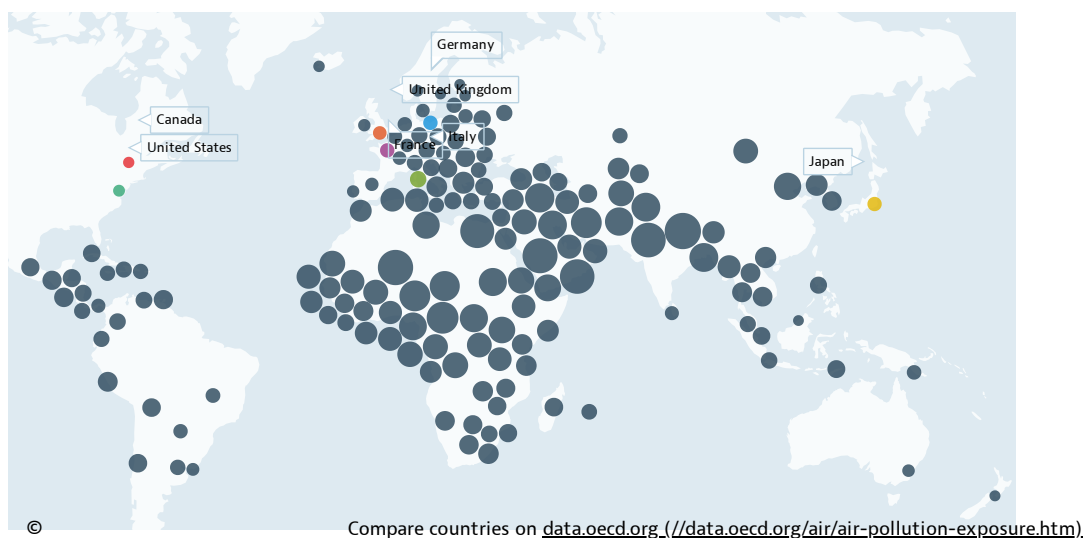 Germany
United Kingdom
Canada
France
Italy
United States
Japan
©
Compare countries on data.oecd.org (//data.oecd.org/air/air-pollution-exposure.htm)